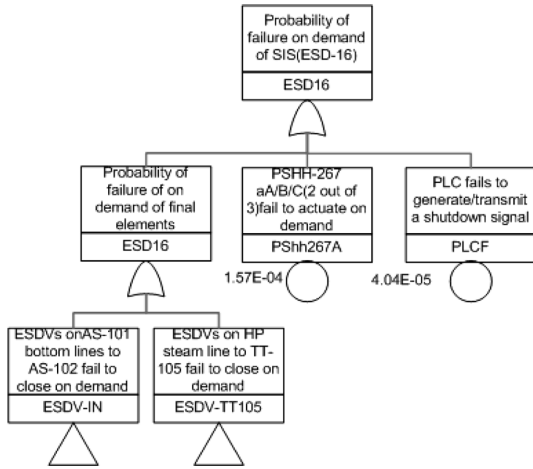 Probability of
failure on demand
of SIS(ESD-16)
ESD16
Probability of
failure of on
demand of final
elements
ESD16
PSHH-267
aA/B/C(2 out of
3)fail to actuate on
demand
PShh267A
1.57E-04
PLC fails to
generate/transmit
a shutdown signal
PLCF
4.04E-05
ESDVs onAS-101
bottom lines to
AS-102 fail to
close on demand
ESDV-IN
ESDVs on HP
steam line to TT-
105 fail to close on
demand
ESDV-TT105